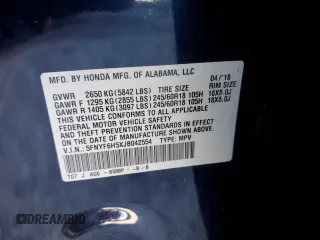 MFD. BY HONDA MFG. OF ALABAMA, LLC 04/'18
GVWR 2650 KG(5842 LBS) TIRE SIZE RIM SIZE
GAWR F 1295 KG(2855 LBS)245/60R18 105H 18X8.0J
GAWR R 1405 KG(3097 LBS)245/60R18 105H 18X8.0J
THIS VEHICLE CONFORMS TO ALL APPLICABLE
FEDERAL MOTOR VEHICLE SAFETY STANDARDS IN
EFFECT ON THE DATE OF MANUFACTURE SHOWN ABOVE.
V.I.N.: 5FNYF6H5XJB042554 TYPE: MPV
DREAMBID